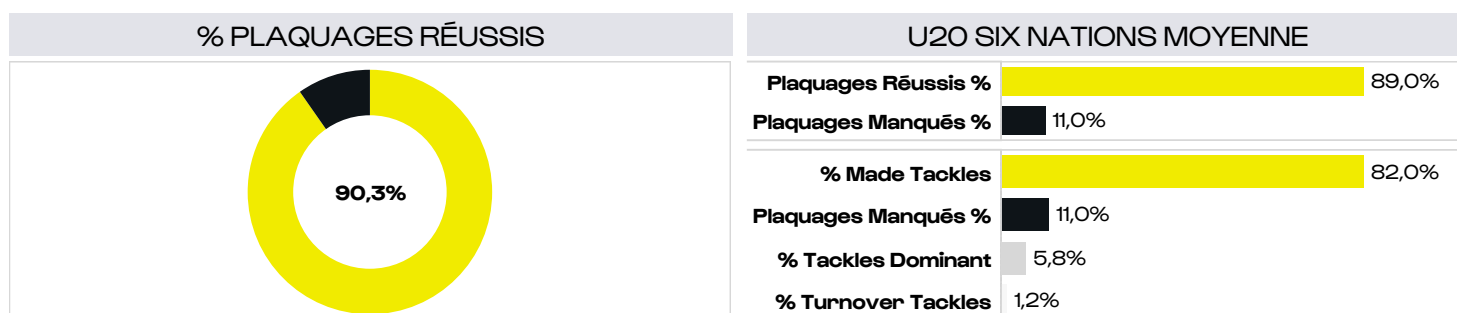 % PLAQUAGES RÉUSSIS
90,3%
U20 SIX NATIONS MOYENNE
Plaquages Réussis % 89,0%
Plaquages Manqués % 11,0%
% Made Tackles 82,0%
Plaquages Manqués % 11,0%
% Tackles Dominant 5,8%
% Turnover Tackles 1,2%